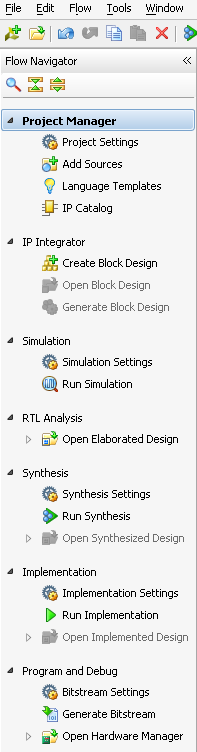 File Edit Flow Tools Window
Flow Navigator
Project Manager
Project Settings
Add Sources
Language Templates
IP Catalog
IP Integrator
Create Block Design
Open Block Design
Generate Block Design
Simulation
Simulation Settings
Run Simulation
RTL Analysis
Open Elaborated Design
Synthesis
Synthesis Settings
Run Synthesis
Open Synthesized Design
Implementation
Implementation Settings
Run Implementation
Open Implemented Design
Program and Debug
Bitstream Settings
Generate Bitstream
Open Hardware Manager